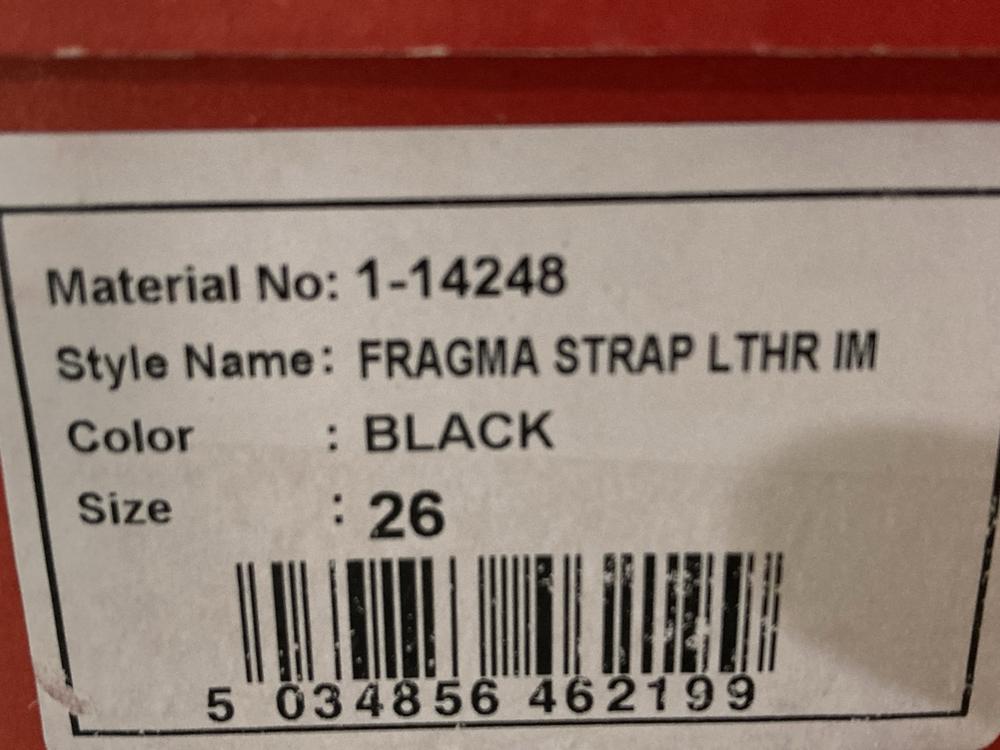 Material No: 1-14248
Style Name: FRAGMA STRAP LTHR IM
Color : BLACK
Size : 26
5 034856 462199